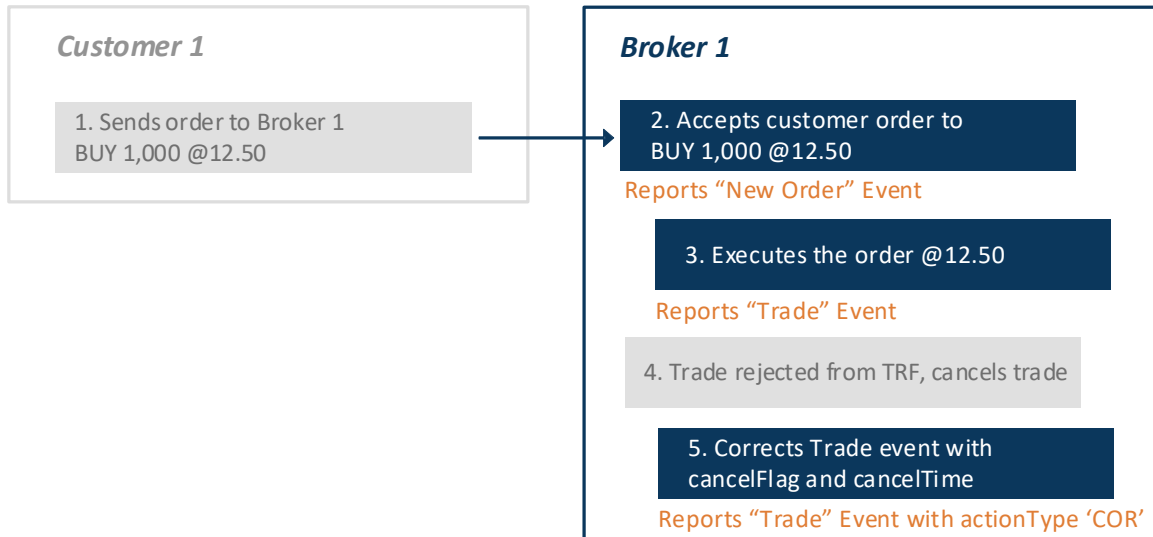 Customer 1
1. Sends order to Broker 1
BUY 1,000 @12.50
Broker 1
2. Accepts customer order to
BUY 1,000 @12.50
Reports “New Order” Event
3. Executes the order @12.50
Reports “Trade” Event
4. Trade rejected from TRF, cancels trade
5. Corrects Trade event with
cancelFlag and cancelTime
Reports “Trade” Event with actionType ‘COR’